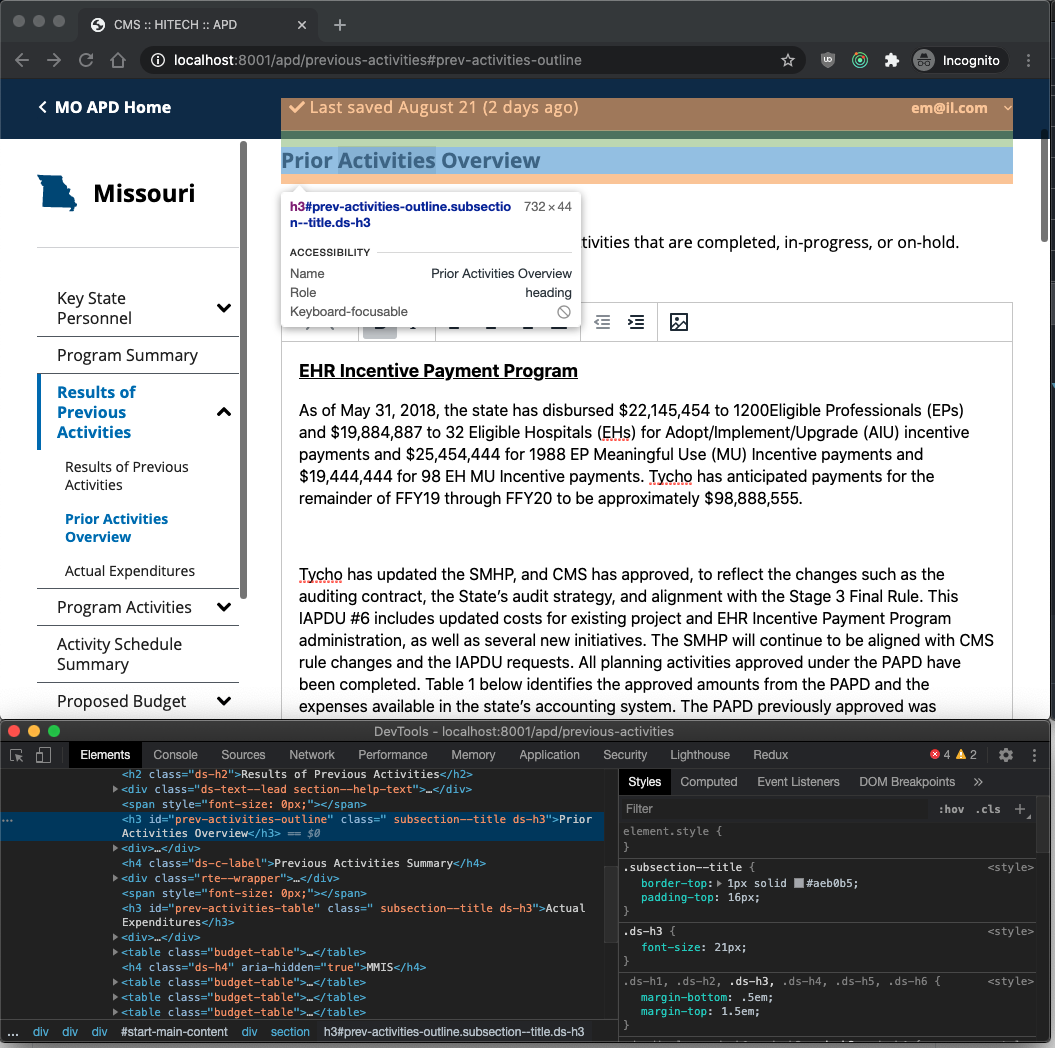 CMS :: HITECH :: APD
localhost:8001/apd/previous-activities#prev-activities-outline
Incognito
MO APD Home
Last saved August 21 (2 days ago)
em@il.com
Missouri
Key State
Personnel
Program Summary
Results of
Previous
Activities
Results of Previous
Activities
Prior Activities
Overview
Actual Expenditures
Program Activities
Activity Schedule
Summary
Proposed Budget
Prior Activities Overview
h3#prev-activities-outline.subsectio 732 × 44
n--title.ds-h3
ACCESSIBILITY
Name Prior Activities Overview
Role heading
Keyboard-focusable
tivities that are completed, in-progress, or on-hold.
EHR Incentive Payment Program
As of May 31, 2018, the state has disbursed $22,145,454 to 1200Eligible Professionals (EPs)
and $19,884,887 to 32 Eligible Hospitals (EHs) for Adopt/Implement/Upgrade (AIU) incentive
payments and $25,454,444 for 1988 EP Meaningful Use (MU) Incentive payments and
$19,444,444 for 98 EH MU Incentive payments. Tycho has anticipated payments for the
remainder of FFY19 through FFY20 to be approximately $98,888,555.
Tycho has updated the SMHP, and CMS has approved, to reflect the changes such as the
auditing contract, the State’s audit strategy, and alignment with the Stage 3 Final Rule. This
IAPDU #6 includes updated costs for existing project and EHR Incentive Payment Program
administration, as well as several new initiatives. The SMHP will continue to be aligned with CMS
rule changes and the IAPDU requests. All planning activities approved under the PAPD have
been completed. Table 1 below identifies the approved amounts from the PAPD and the
expenses available in the state’s accounting system. The PAPD previously approved was
DevTools - localhost:8001/apd/previous-activities
Elements Console Sources Network Performance Memory Application Security Lighthouse Redux 4 2
<h2 class="ds-h2">Results of Previous Activities</h2>
<div class="ds-text--lead section--help-text">…</div>
<span style="font-size: 0px;"></span>
<h3 id="prev-activities-outline" class=" subsection--title ds-h3">Prior
Activities Overview</h3> == $0
<div>…</div>
<h4 class="ds-c-label">Previous Activities Summary</h4>
<div class="rte--wrapper">…</div>
<span style="font-size: 0px;"></span>
<h3 id="prev-activities-table" class=" subsection--title ds-h3">Actual
Expenditures</h3>
<div>…</div>
<table class="budget-table">…</table>
<h4 class="ds-h4" aria-hidden="true">MMIS</h4>
<table class="budget-table">…</table>
<table class="budget-table">…</table>
<table class="budget-table">…</table>
... div div div #start-main-content div section h3#prev-activities-outline.subsection--title.ds-h3
Styles Computed Event Listeners DOM Breakpoints »
Filter :hov .cls +
element.style {
}
.subsection--title { <style>
border-top: 1px solid #aeb0b5;
padding-top: 16px;
}
.ds-h3 { <style>
font-size: 21px;
}
.ds-h1, .ds-h2, .ds-h3, .ds-h4, .ds-h5, .ds-h6 { <style>
margin-bottom: .5em;
margin-top: 1.5em;
}